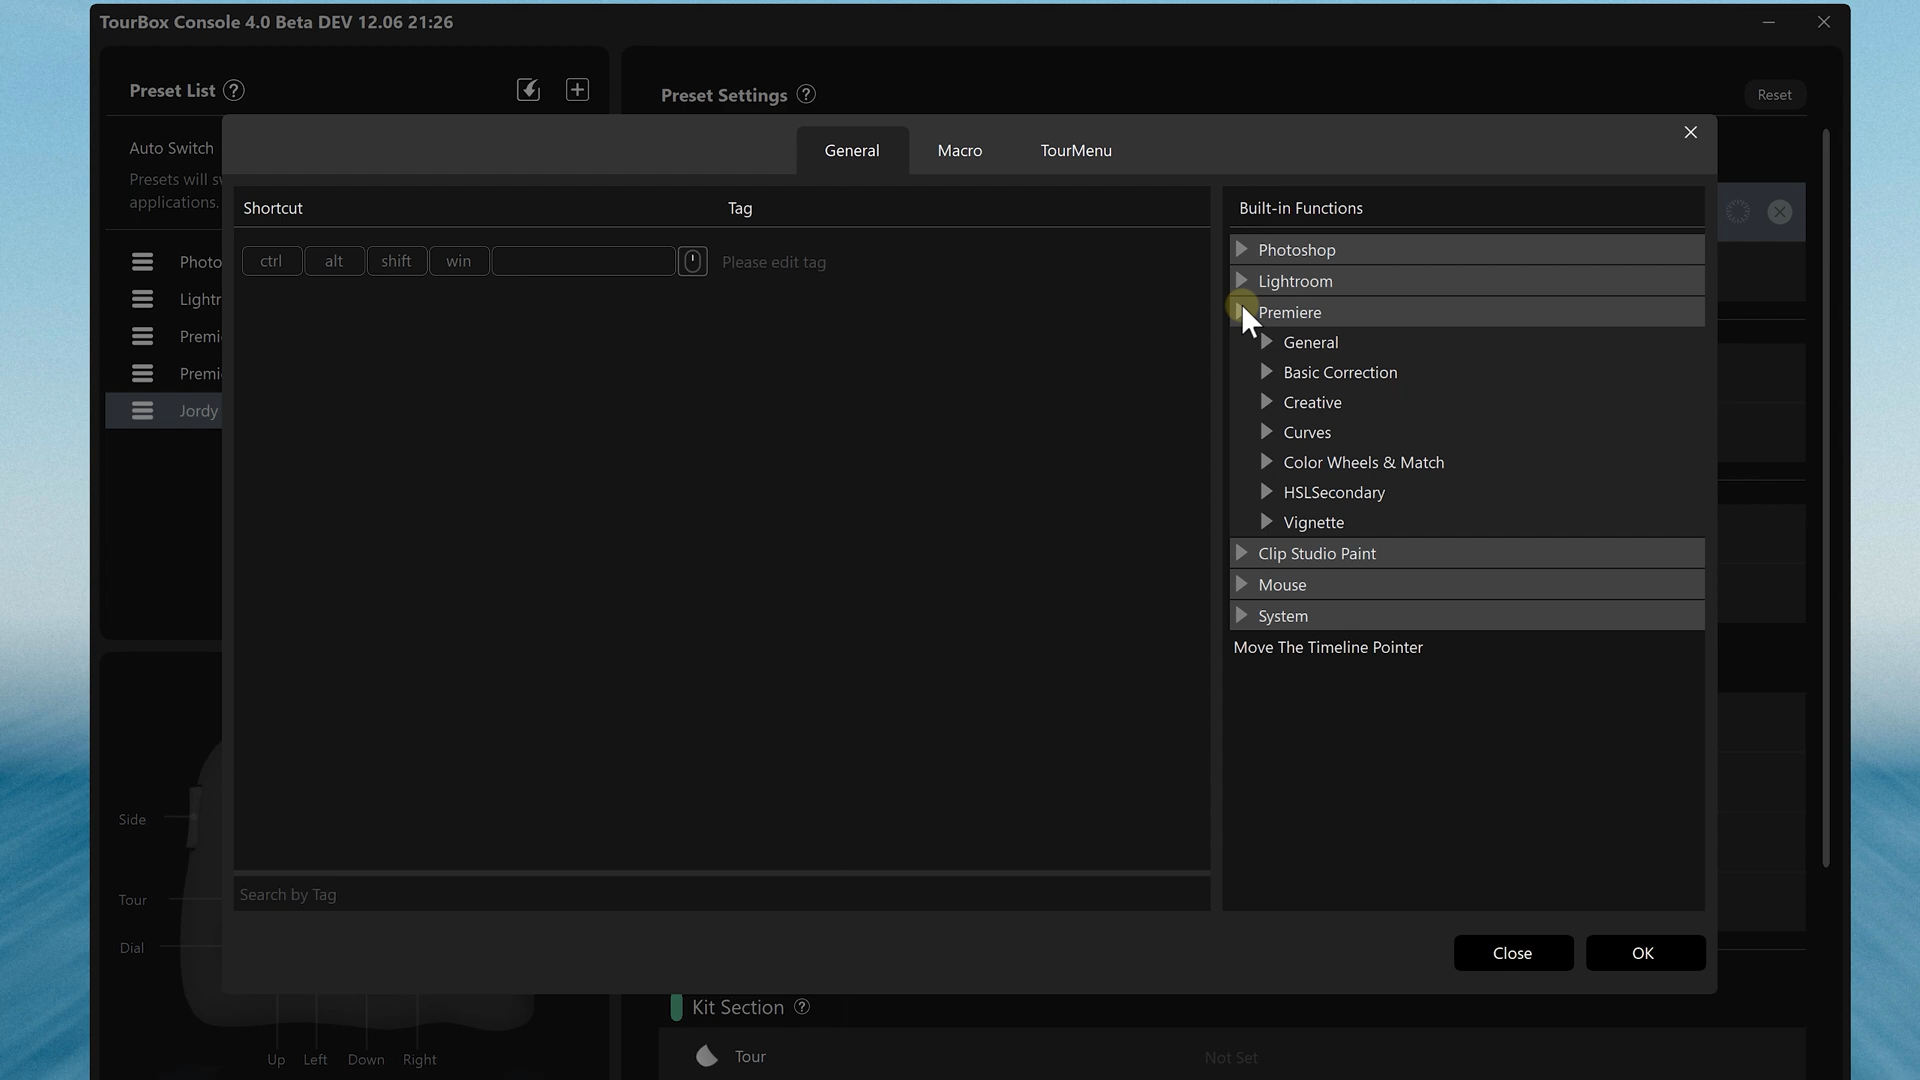 TourBox Console 4.0 Beta DEV 12.06 21:26
Preset List ?
Preset Settings ?
Reset
General
Macro
TourMenu
Auto Switch
Presets will s
applications.
Shortcut
Tag
Built-in Functions
ctrl
alt
shift
win
Please edit tag
Photo
Lightr
Premi
Premi
Jordy
Photoshop
Lightroom
Premiere
General
Basic Correction
Creative
Curves
Color Wheels & Match
HSLSecondary
Vignette
Clip Studio Paint
Mouse
System
Move The Timeline Pointer
Search by Tag
Close
OK
Side
Tour
Dial
Up
Left
Down
Right
Kit Section ?
Tour
Not Set